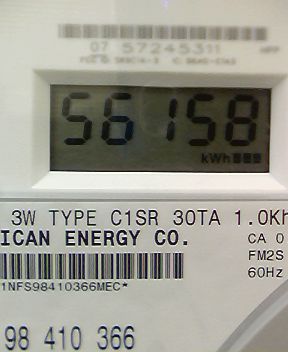 07 57245311
56158
kWh
3W TYPE C1SR 30TA 1.0Kh
ICAN ENERGY CO.
CA 0
FM2S
60Hz
1NFS98410366MEC*
98 410 366